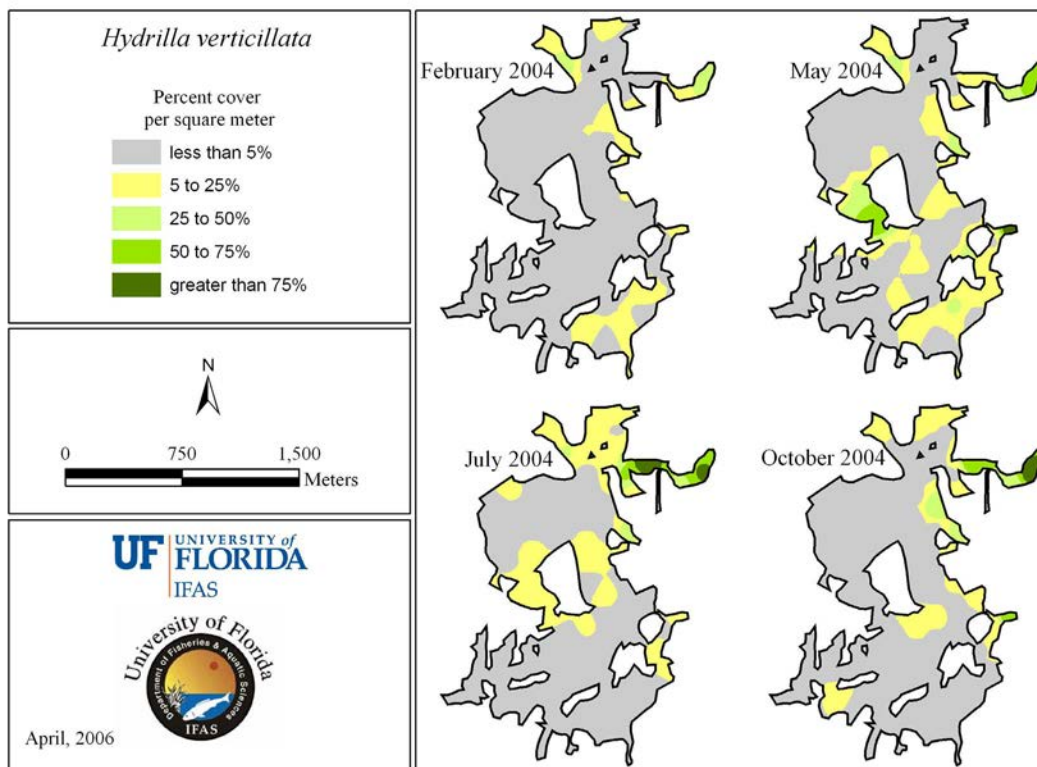 Hydrilla verticillata
Percent cover
per square meter
less than 5%
5 to 25%
25 to 50%
50 to 75%
greater than 75%
N
0 750 1,500
Meters
UF UNIVERSITY of
FLORIDA
IFAS
University of Florida
Department of Fisheries & Aquatic Sciences
IFAS
April, 2006
February 2004
May 2004
July 2004
October 2004